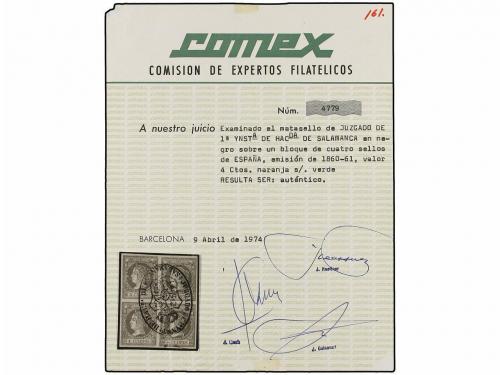 161.
comex
COMISION DE EXPERTOS FILATELICOS
Núm. 4779
A nuestro juicio Examinado el matasello de JUZGADO DE
1ª YNSTA DE HACDA DE SALAMANCA en ne-
gro sobre un bloque de cuatro sellos
de ESPAÑA, emisión de 1860-61, valor
4 Ctos. naranja s/. verde
RESULTA SER: auténtico.
BARCELONA 9 Abril de 1974